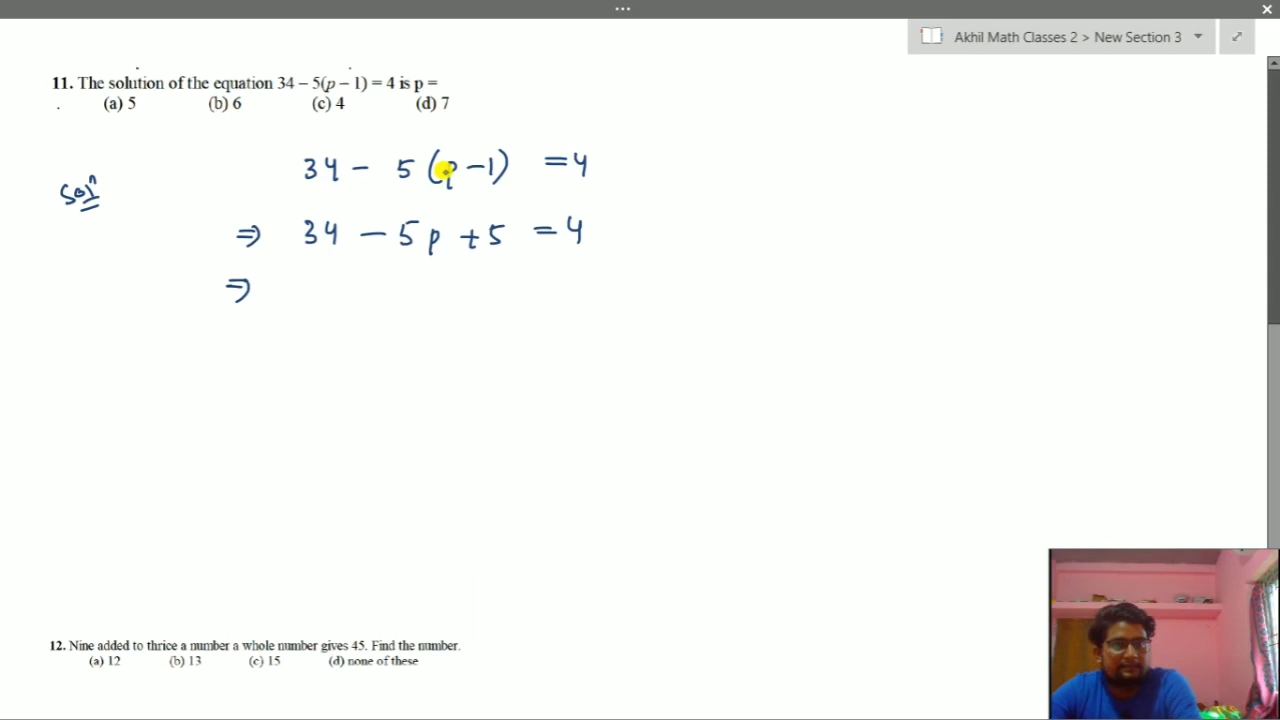 Akhil Math Classes 2 > New Section 3
11. The solution of the equation 34 – 5(p – 1) = 4 is p =
(a) 5 (b) 6 (c) 4 (d) 7
34 - 5 (p - 1) = 4
Solⁿ
⇒ 34 - 5p + 5 = 4
⇒
12. Nine added to thrice a number a whole number gives 45. Find the number.
(a) 12 (b) 13 (c) 15 (d) none of these